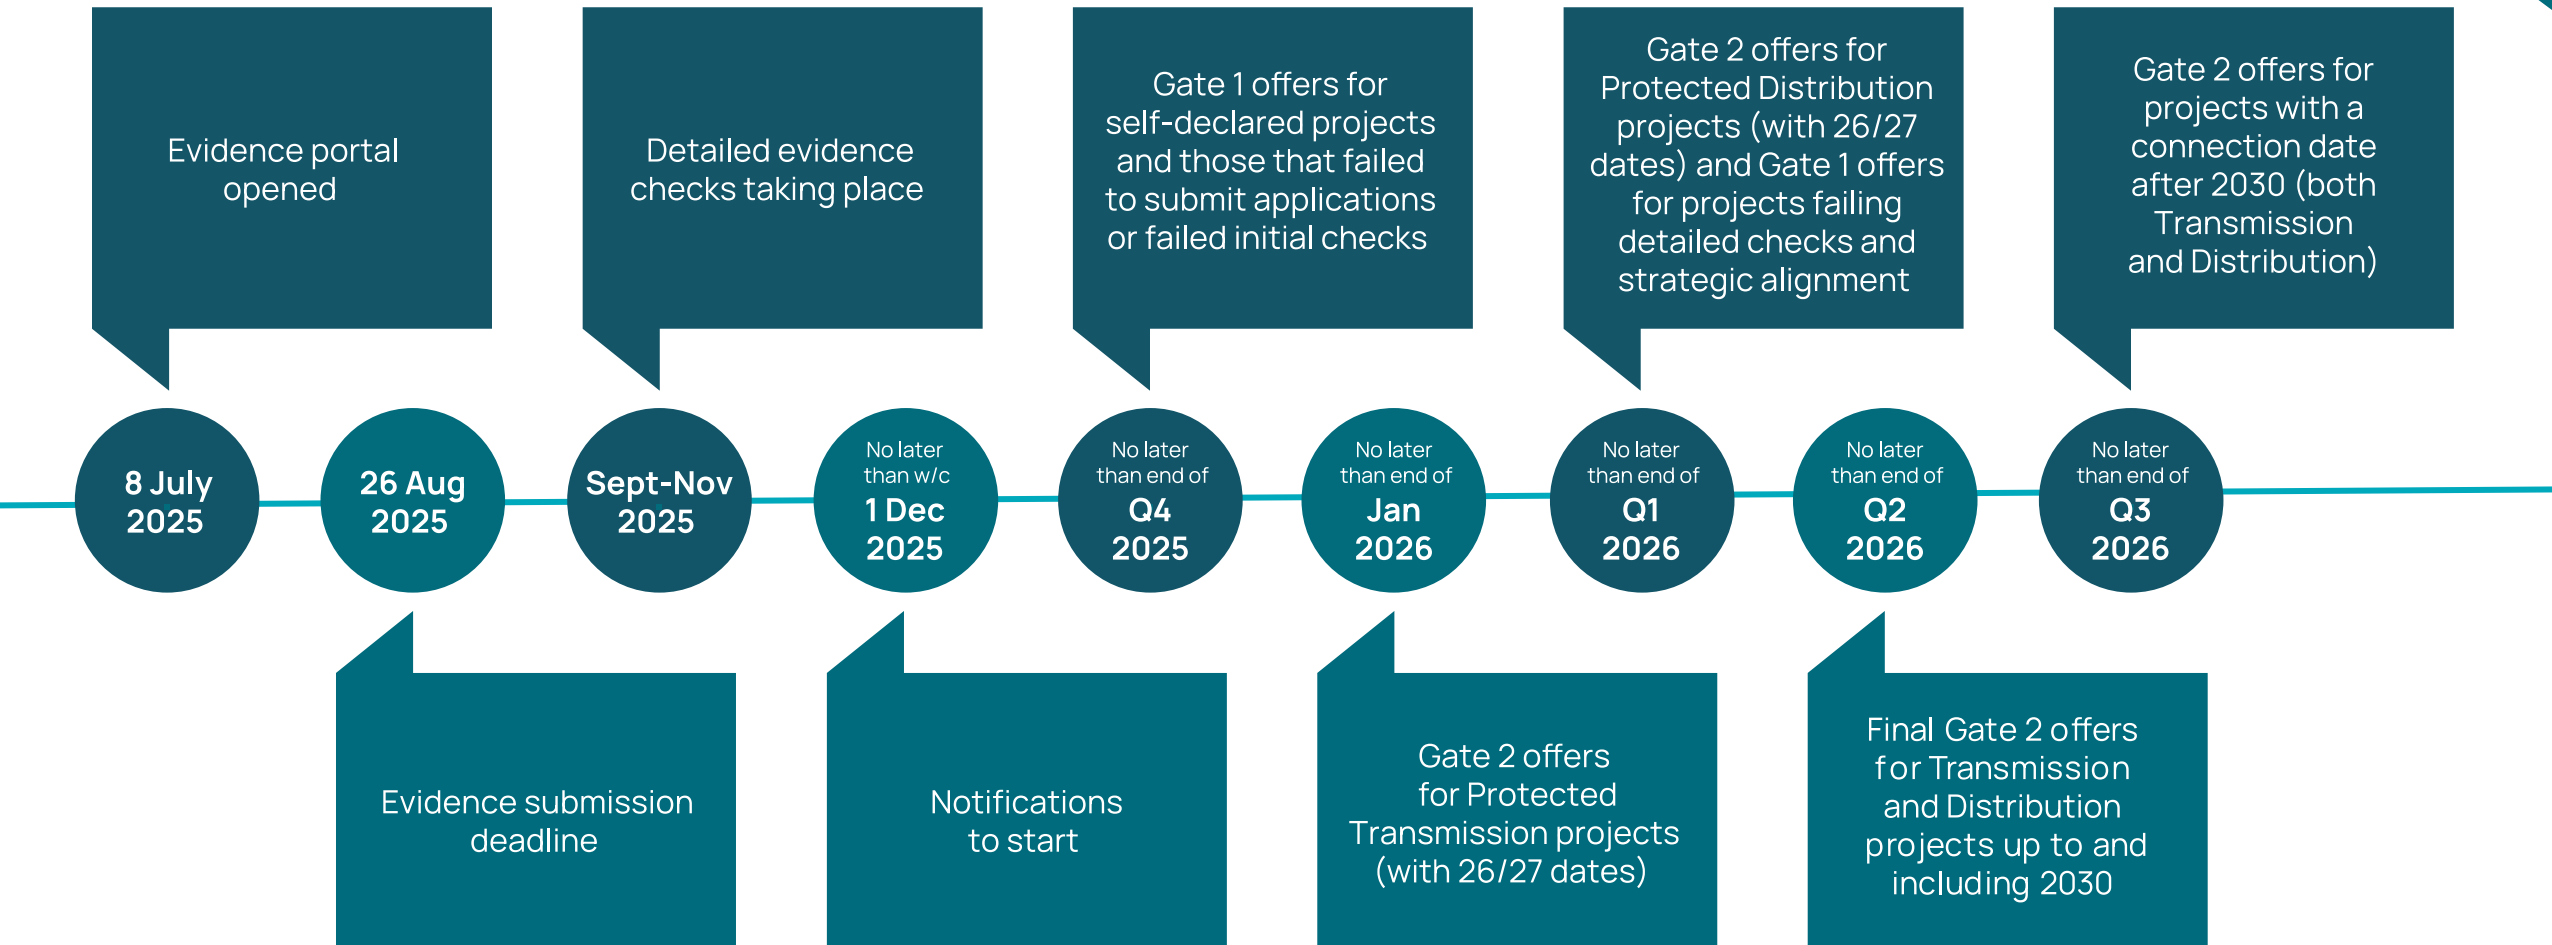 Evidence portal
opened
Detailed evidence
checks taking place
Gate 1 offers for
self-declared projects
and those that failed
to submit applications
or failed initial checks
Gate 2 offers for
Protected Distribution
projects (with 26/27
dates) and Gate 1 offers
for projects failing
detailed checks and
strategic alignment
Gate 2 offers for
projects with a
connection date
after 2030 (both
Transmission
and Distribution)
8 July
2025
26 Aug
2025
Sept-Nov
2025
No later
than w/c
1 Dec
2025
No later
than end of
Q4
2025
No later
than end of
Jan
2026
No later
than end of
Q1
2026
No later
than end of
Q2
2026
No later
than end of
Q3
2026
Evidence submission
deadline
Notifications
to start
Gate 2 offers
for Protected
Transmission projects
(with 26/27 dates)
Final Gate 2 offers
for Transmission
and Distribution
projects up to and
including 2030